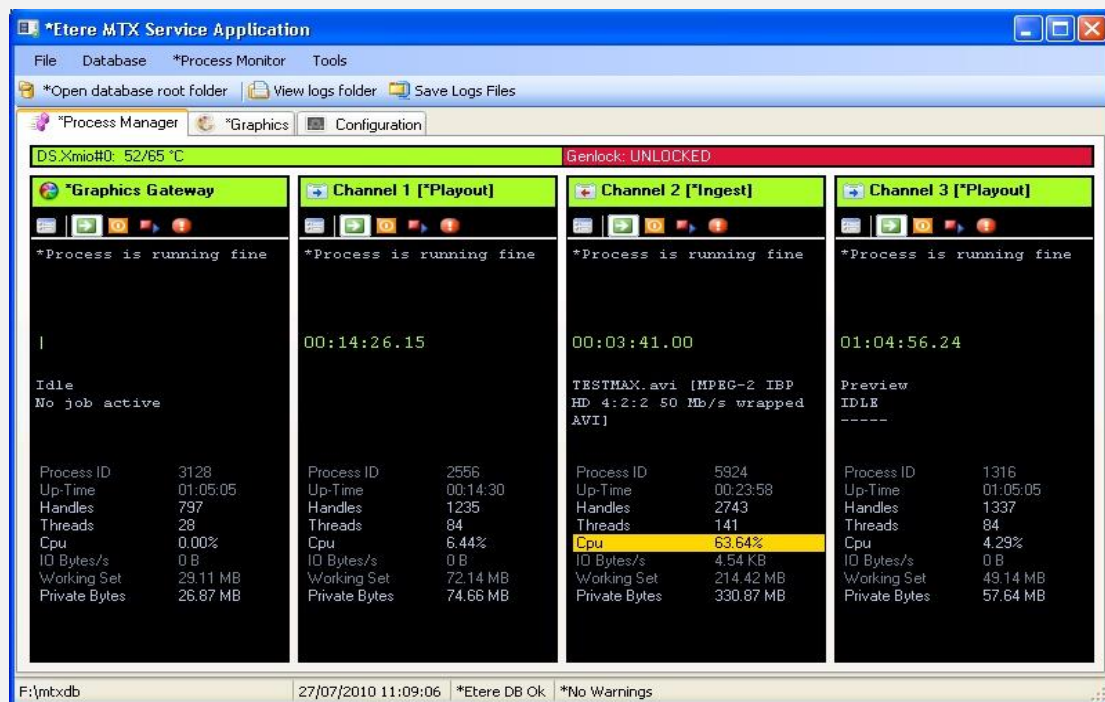 *Etere MTX Service Application
File Database *Process Monitor Tools
*Open database root folder View logs folder Save Logs Files
*Process Manager *Graphics Configuration
DS.Xmio#0: 52/65 °C Genlock: UNLOCKED
*Graphics Gateway
*Process is running fine
|
Idle
No job active
Process ID 3128
Up-Time 01:05:05
Handles 797
Threads 28
Cpu 0.00%
IO Bytes/s 0 B
Working Set 29.11 MB
Private Bytes 26.87 MB
Channel 1 [*Playout]
*Process is running fine
00:14:26.15
Process ID 2556
Up-Time 00:14:30
Handles 1235
Threads 84
Cpu 6.44%
IO Bytes/s 0 B
Working Set 72.14 MB
Private Bytes 74.66 MB
Channel 2 [*Ingest]
*Process is running fine
00:03:41.00
TESTMAX.avi [MPEG-2 IBP
HD 4:2:2 50 Mb/s wrapped
AVI]
Process ID 5924
Up-Time 00:23:58
Handles 2743
Threads 141
Cpu 63.64%
IO Bytes/s 4.54 KB
Working Set 214.42 MB
Private Bytes 330.87 MB
Channel 3 [*Playout]
*Process is running fine
01:04:56.24
Preview
IDLE
-----
Process ID 1316
Up-Time 01:05:05
Handles 1337
Threads 84
Cpu 4.29%
IO Bytes/s 0 B
Working Set 49.14 MB
Private Bytes 57.64 MB
F:\mtxdb 27/07/2010 11:09:06 *Etere DB Ok *No Warnings